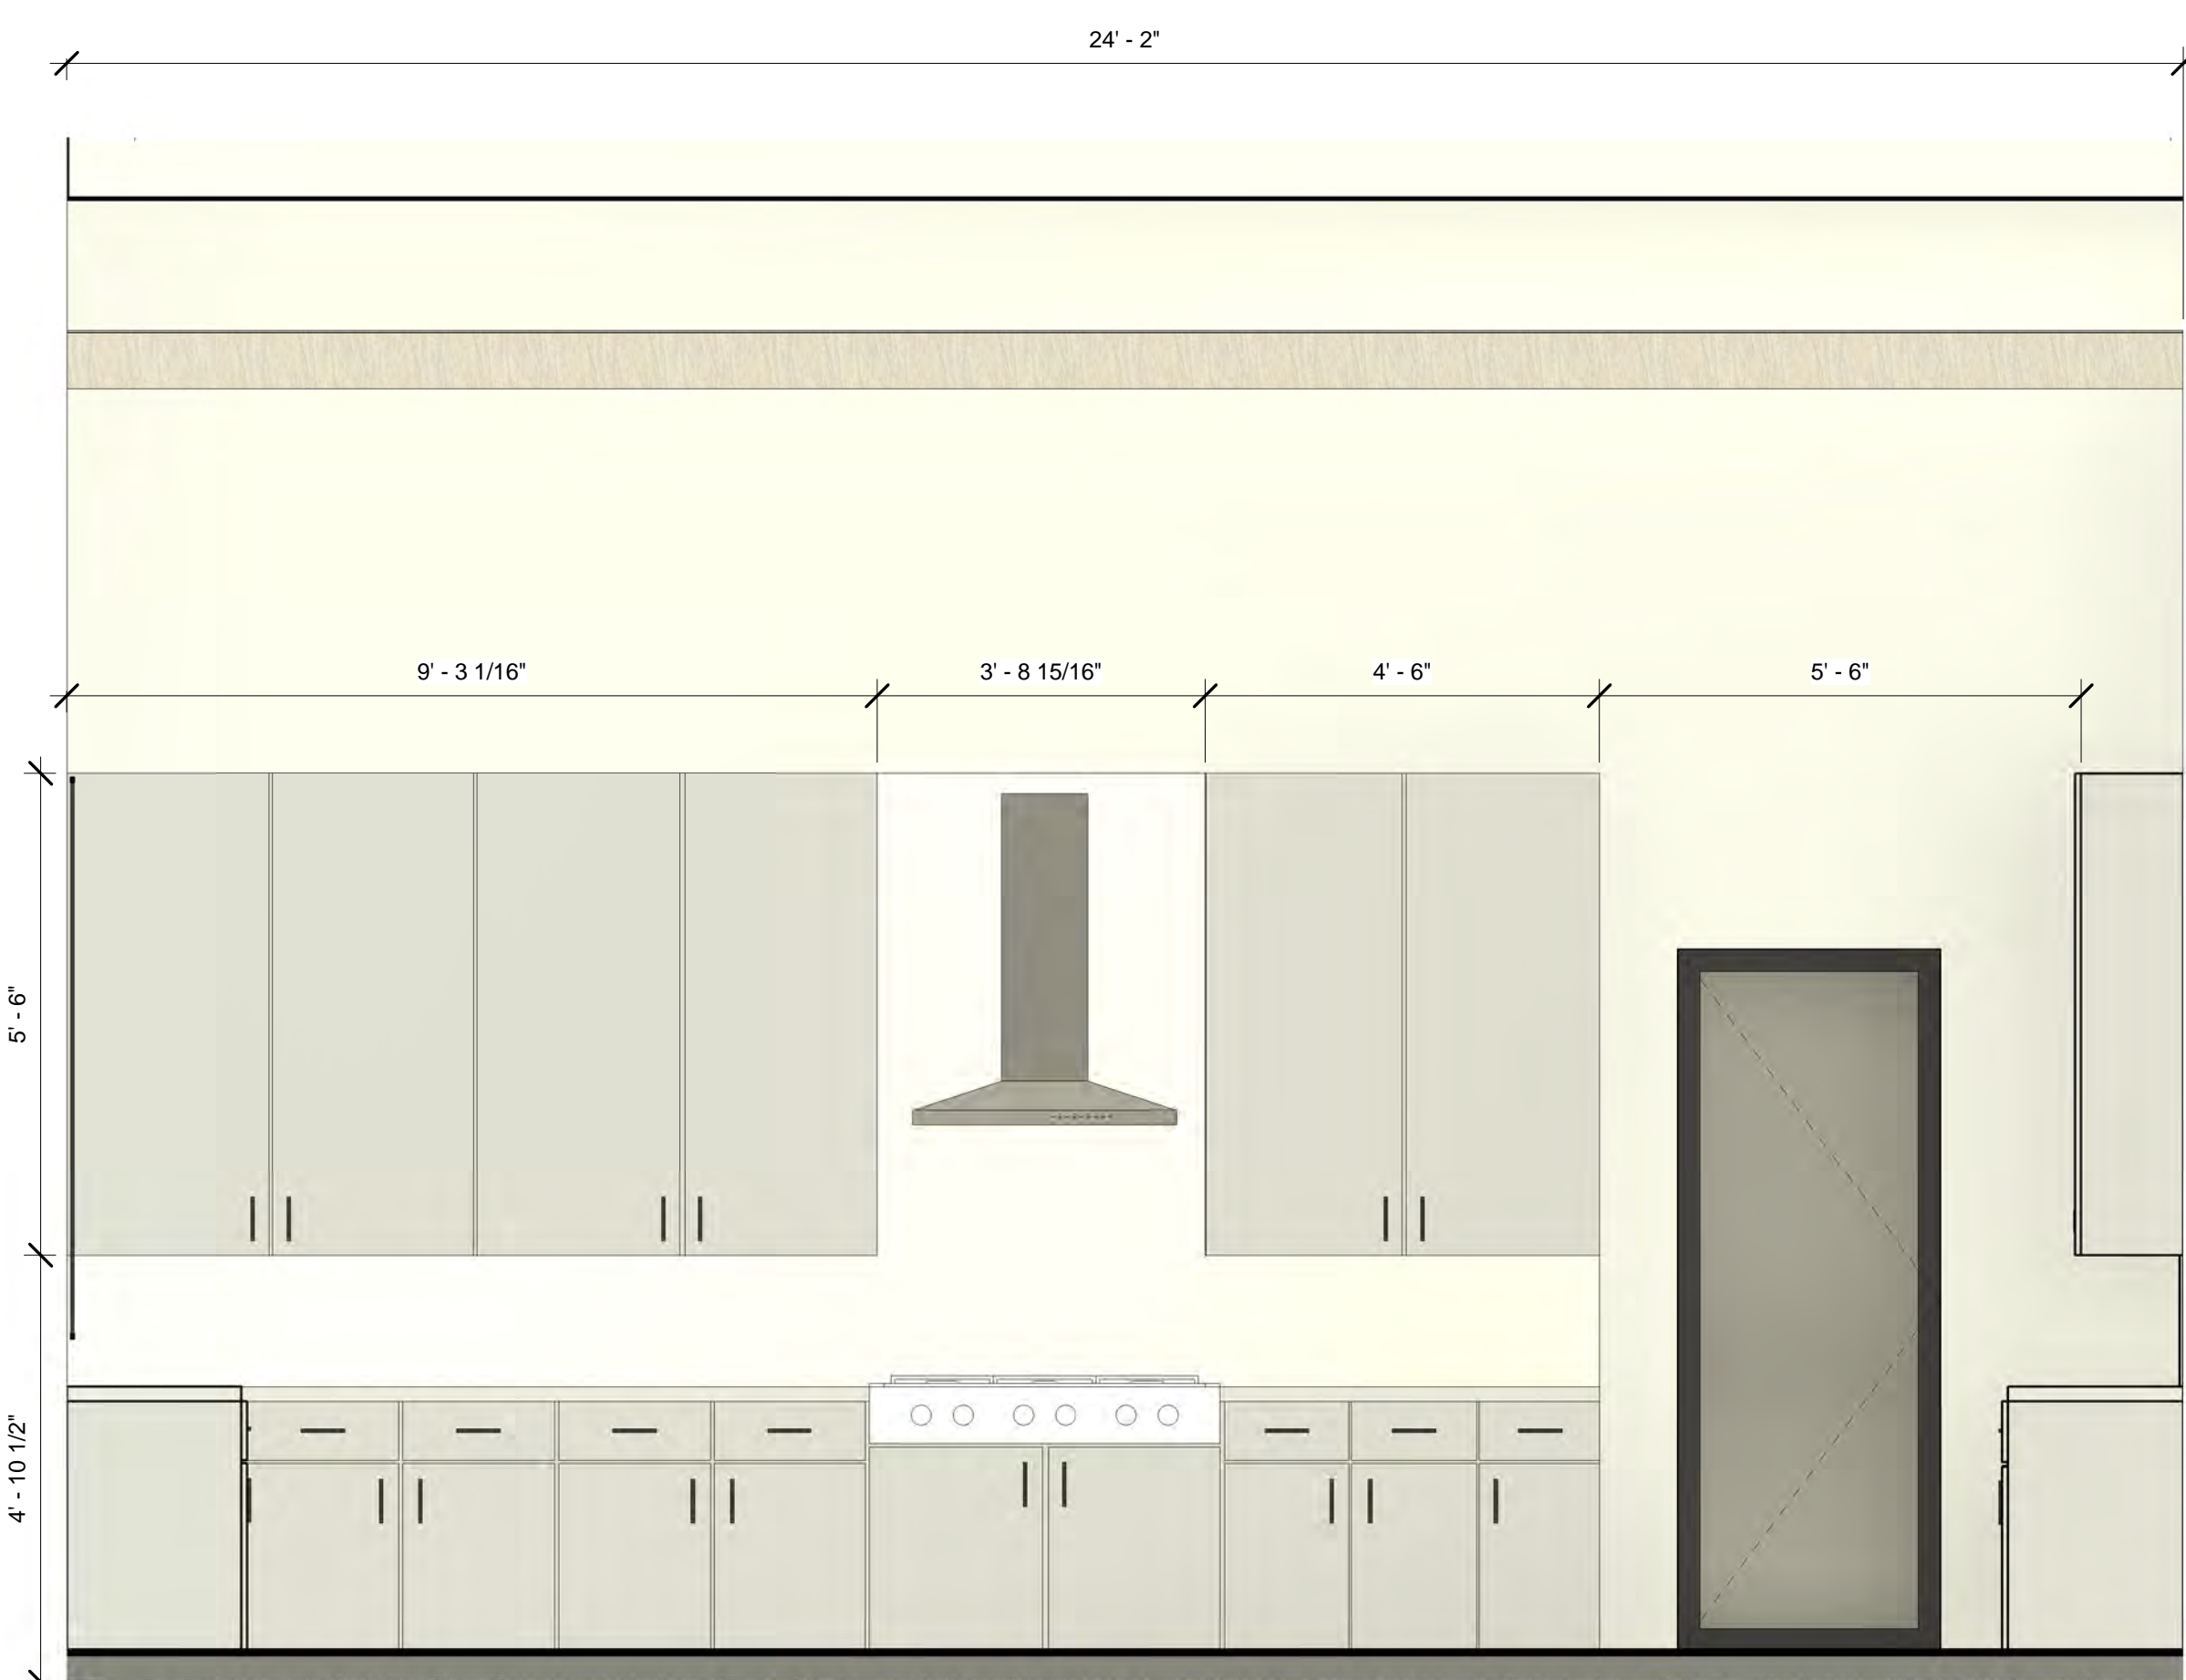 24' - 2"
9' - 3 1/16"
3' - 8 15/16"
4' - 6"
5' - 6"
5' - 6"
4' - 10 1/2"